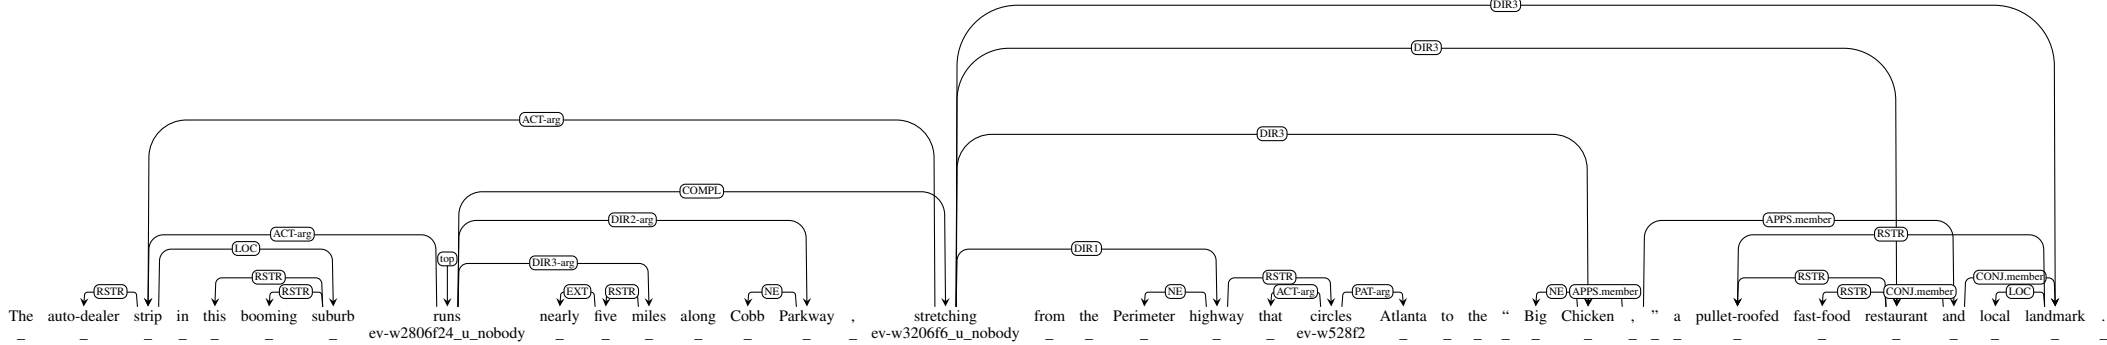 DIR3
DIR3
ACT-arg
DIR3
COMPL
DIR2-arg APPS.member
ACT-arg RSTR
LOC DIR1
top DIR3-arg
RSTR RSTR RSTR CONJ.member
RSTR RSTR EXT RSTR NE NE ACT-arg PAT-arg NE APPS.member RSTR CONJ.member LOC
The auto-dealer strip in this booming suburb runs nearly five miles along Cobb Parkway , stretching from the Perimeter highway that circles Atlanta to the “ Big Chicken , ” a pullet-roofed fast-food restaurant and local landmark .
_ _ _ _ _ _ _ ev-w2806f24_u_nobody _ _ _ _ _ _ _ ev-w3206f6_u_nobody _ _ _ _ _ ev-w528f2 _ _ _ _ _ _ _ _ _ _ _ _ _ _ _ _